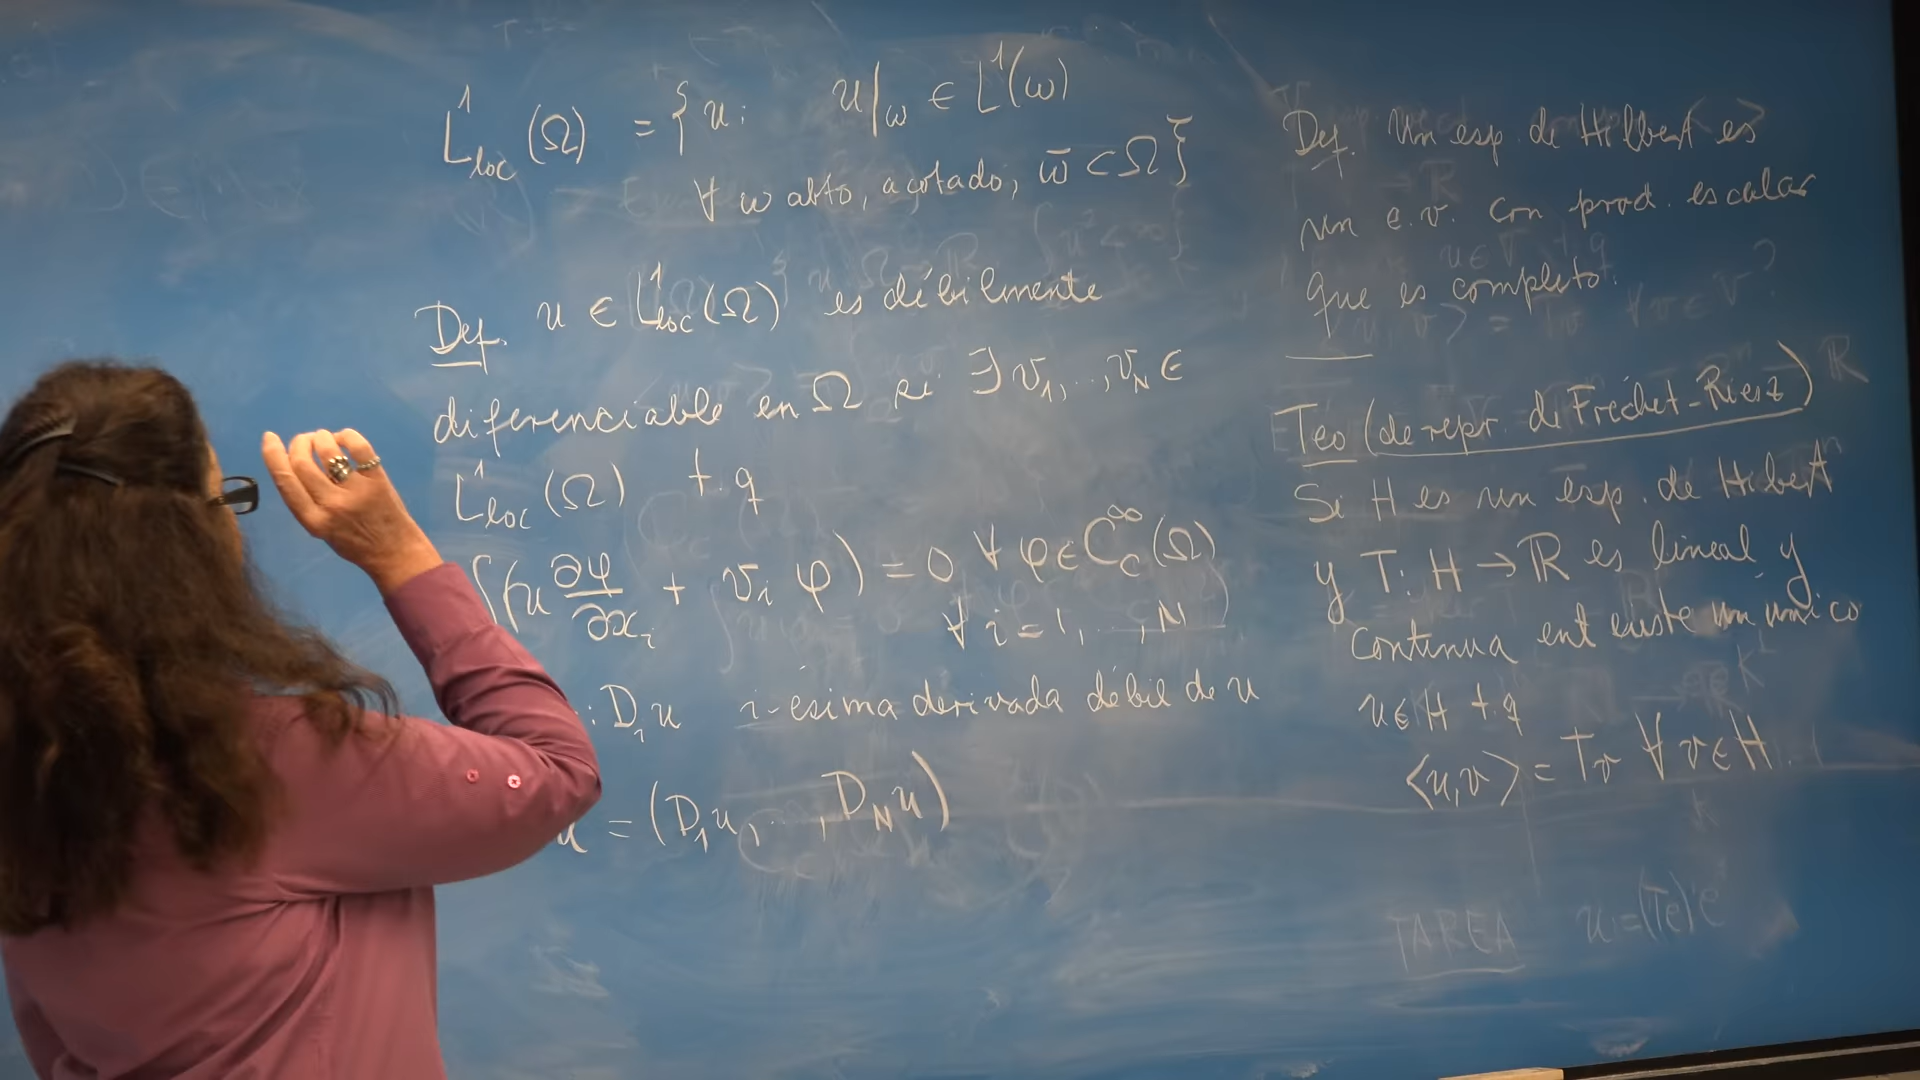 L¹loc(Ω) = { u : u|ω ∈ L¹(ω)
∀ ω abto, acotado, ω̄ ⊂ Ω }
Def. u ∈ L¹loc(Ω) es débilmente
diferenciable en Ω si ∃ v₁,..,v_N ∈
L¹loc(Ω) t.q
∫(u ∂φ/∂xᵢ + vᵢ φ) = 0 ∀ φ ∈ C_c^∞(Ω)
∀ i = 1,..,N
: Dᵢu i-ésima derivada débil de u
u = (D₁u, ..., D_N u)
Def. Un esp. de Hilbert es
un e.v. con prod. escalar
que es completo.
Teo (de repr. de Fréchet-Riesz)
Si H es un esp. de Hilbert
y T: H → ℝ es lineal y
continua ent existe un único
u ∈ H t.q
⟨u,v⟩ = Tv ∀ v ∈ H.
TAREA u = (Te)e